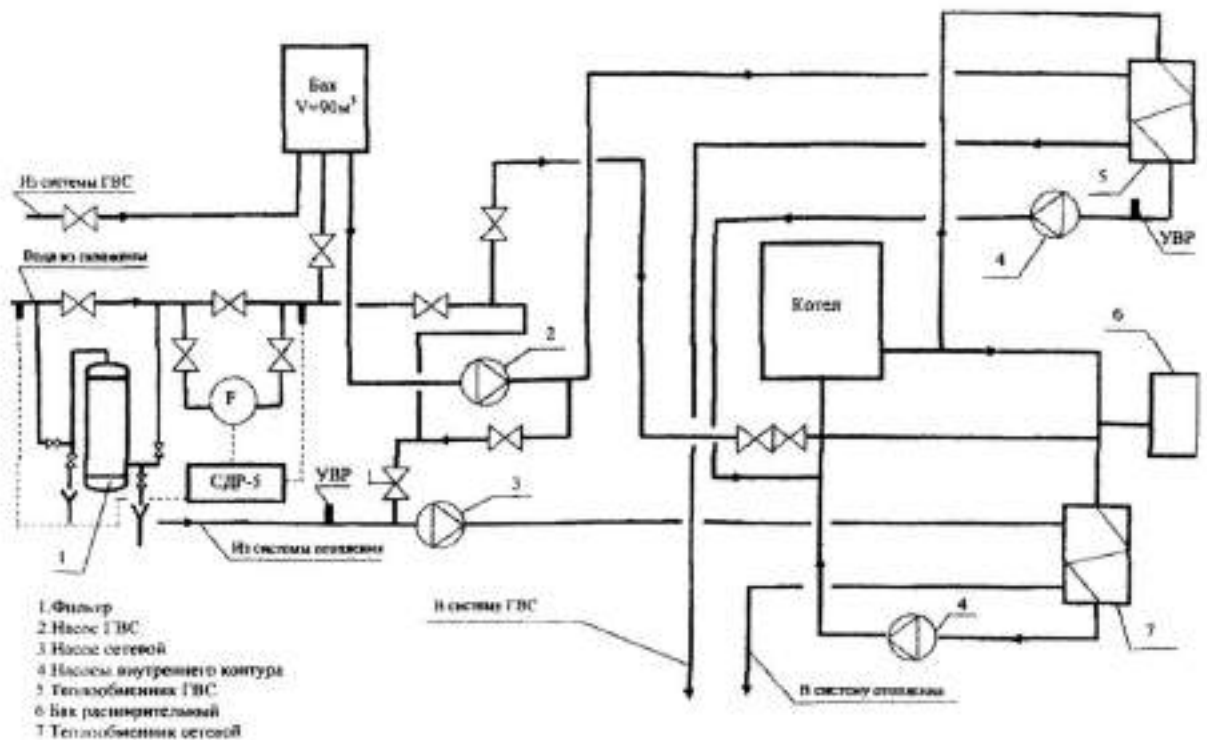 Бак
V=90м³
Из системы ГВС
Вода из скважины
5
УВР
4
Котел
2
6
F
СДР-5
УВР
3
1
Из системы отопления
В систему ГВС
4
7
В систему отопления
1 Фильтр
2 Насос ГВС
3 Насос сетевой
4 Насосы внутреннего контура
5 Теплообменник ГВС
6 Бак расширительный
7 Теплообменник сетевой